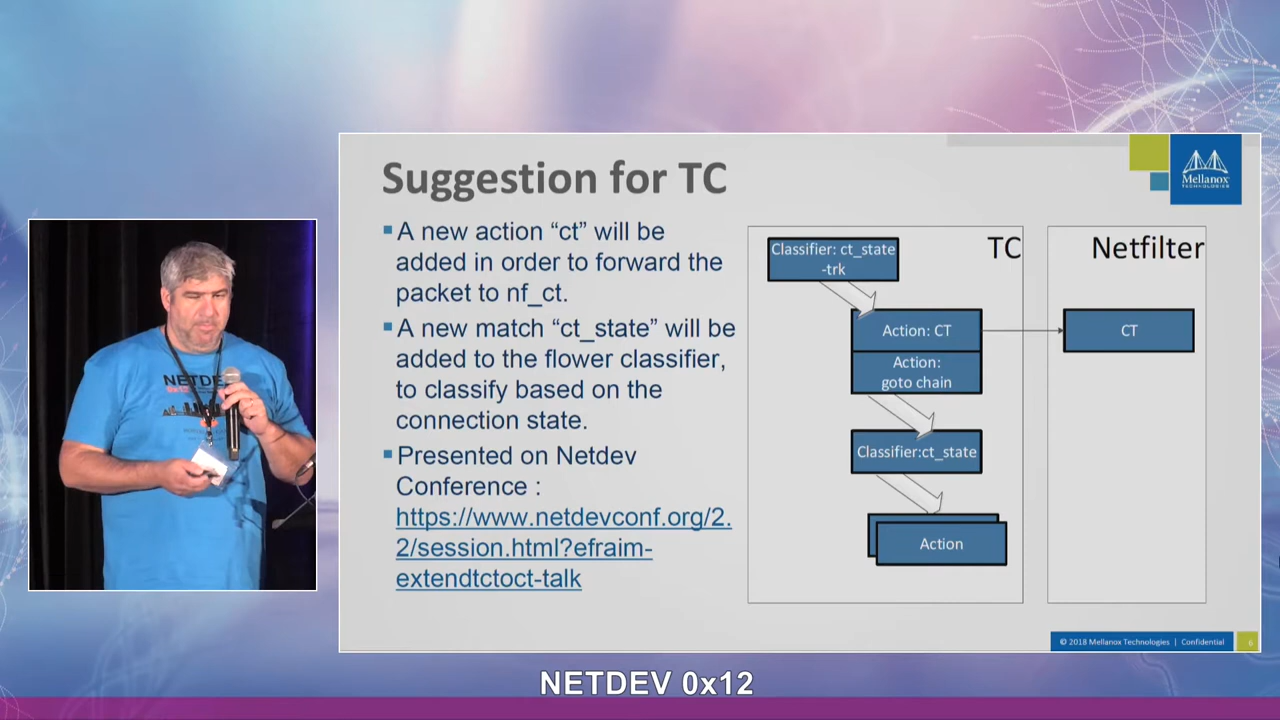 Suggestion for TC
Mellanox
TECHNOLOGIES
A new action “ct” will be
added in order to forward the
packet to nf_ct.
A new match “ct_state” will be
added to the flower classifier,
to classify based on the
connection state.
Presented on Netdev
Conference :
https://www.netdevconf.org/2.
2/session.html?efraim-
extendtctoct-talk
TC
Classifier: ct_state
-trk
Action: CT
Action:
goto chain
Classifier:ct_state
Action
Netfilter
CT
© 2018 Mellanox Technologies | Confidential
6
NETDEV
NETDEV 0x12